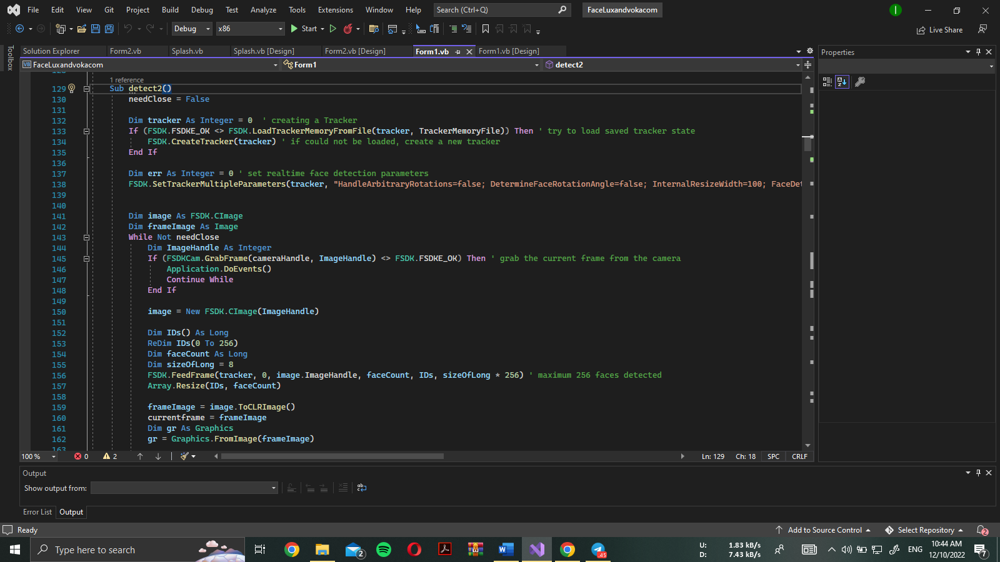 File Edit View Git Project Build Debug Test Analyze Tools Extensions Window Help Search (Ctrl+Q) FaceLuxandvokacom I
Debug x86 Start Live Share
Toolbox
Solution Explorer Form2.vb Splash.vb Splash.vb [Design] Form2.vb [Design] Form1.vb Form1.vb [Design]
Properties
VB FaceLuxandvokacom Form1 detect2
1 reference
129 Sub detect2()
130 needClose = False
131
132 Dim tracker As Integer = 0 ' creating a Tracker
133 If (FSDK.FSDKE_OK <> FSDK.LoadTrackerMemoryFromFile(tracker, TrackerMemoryFile)) Then ' try to load saved tracker state
134 FSDK.CreateTracker(tracker) ' if could not be loaded, create a new tracker
135 End If
136
137 Dim err As Integer = 0 ' set realtime face detection parameters
138 FSDK.SetTrackerMultipleParameters(tracker, "HandleArbitraryRotations=false; DetermineFaceRotationAngle=false; InternalResizeWidth=100; FaceDet
139
140
141 Dim image As FSDK.CImage
142 Dim frameImage As Image
143 While Not needClose
144 Dim ImageHandle As Integer
145 If (FSDKCam.GrabFrame(cameraHandle, ImageHandle) <> FSDK.FSDKE_OK) Then ' grab the current frame from the camera
146 Application.DoEvents()
147 Continue While
148 End If
149
150 image = New FSDK.CImage(ImageHandle)
151
152 Dim IDs() As Long
153 ReDim IDs(0 To 256)
154 Dim faceCount As Long
155 Dim sizeOfLong = 8
156 FSDK.FeedFrame(tracker, 0, image.ImageHandle, faceCount, IDs, sizeOfLong * 256) ' maximum 256 faces detected
157 Array.Resize(IDs, faceCount)
158
159 frameImage = image.ToCLRImage()
160 currentframe = frameImage
161 Dim gr As Graphics
162 gr = Graphics.FromImage(frameImage)
163
100 % 0 2 Ln: 129 Ch: 18 SPC CRLF
Output
Show output from:
Error List Output
Ready Add to Source Control Select Repository 2
Type here to search 2 .45 U: 1.83 kB/s D: 7.43 kB/s ENG 10:44 AM 12/10/2022 7